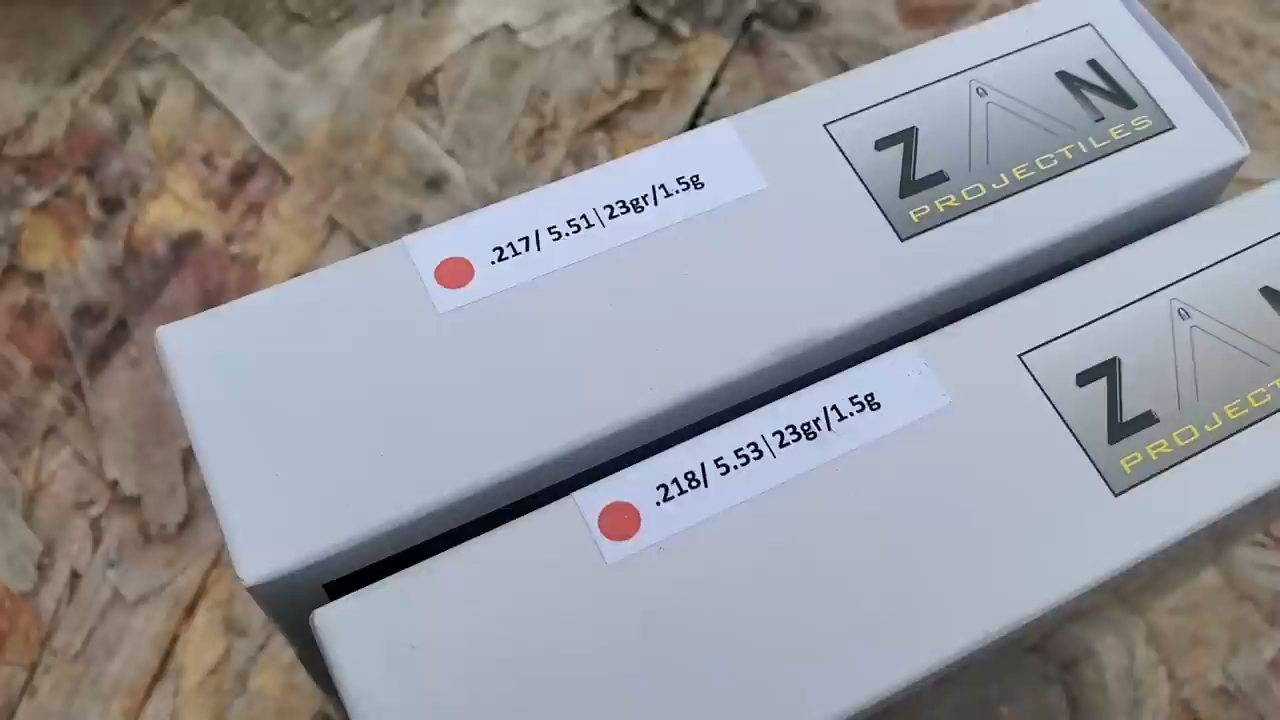 ZAN
PROJECTILES
.217/ 5.51|23gr/1.5g
ZAN
PROJECT
.218/ 5.53|23gr/1.5g